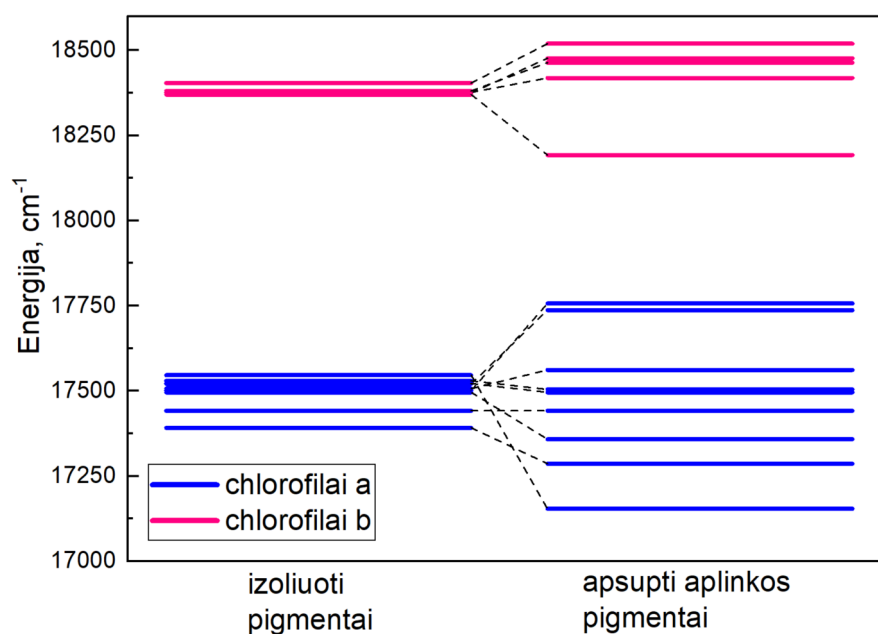 Energija, cm⁻¹
18500
18250
18000
17750
17500
17250
17000
chlorofilai a
chlorofilai b
izoliuoti
pigmentai
apsupti aplinkos
pigmentai